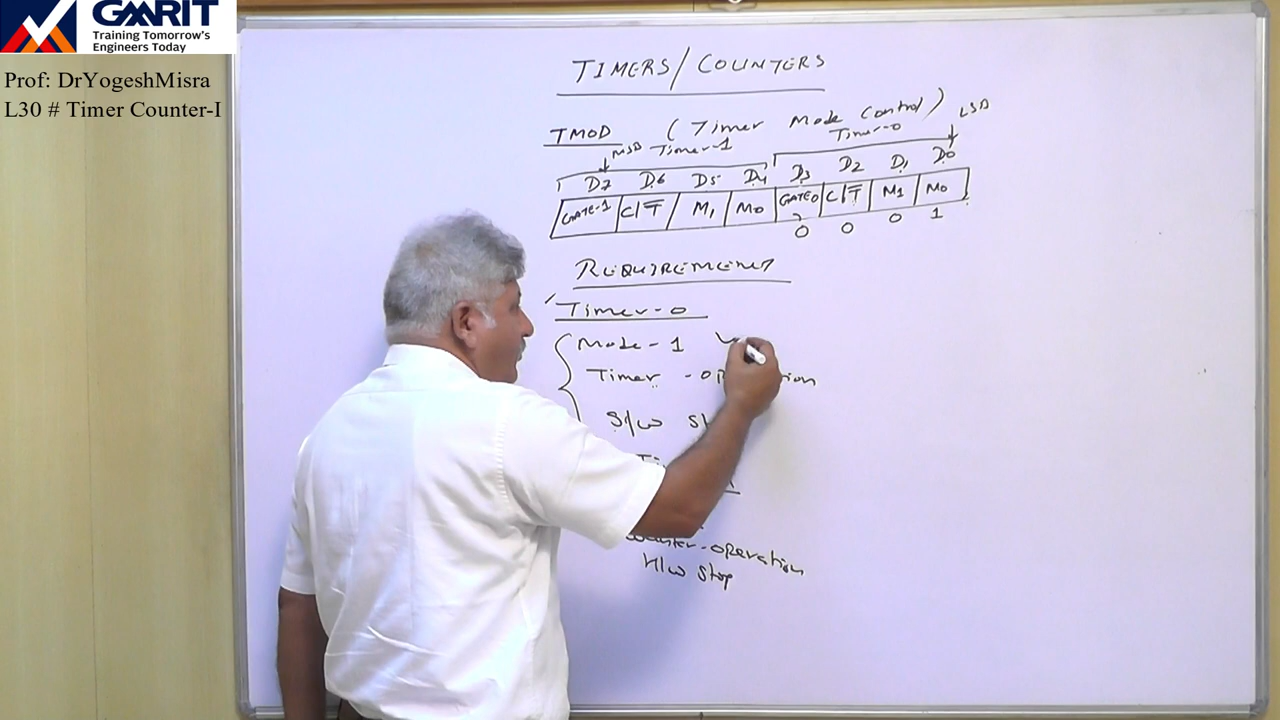 GMRIT
Training Tomorrow's
Engineers Today
Prof: DrYogeshMisra
L30 # Timer Counter-I
TIMERS/COUNTERS
TMOD (Timer Mode Control)
MSB Timer-1 Timer-0 LSB
D7 D6 D5 D4 D3 D2 D1 D0
GATE-1 C/T M1 M0 GATE0 C/T M1 M0
0 0 0 1
REQUIREMENT
Timer-0
Mode-1
Timer -operation
S/W
-operation
H/W Stop